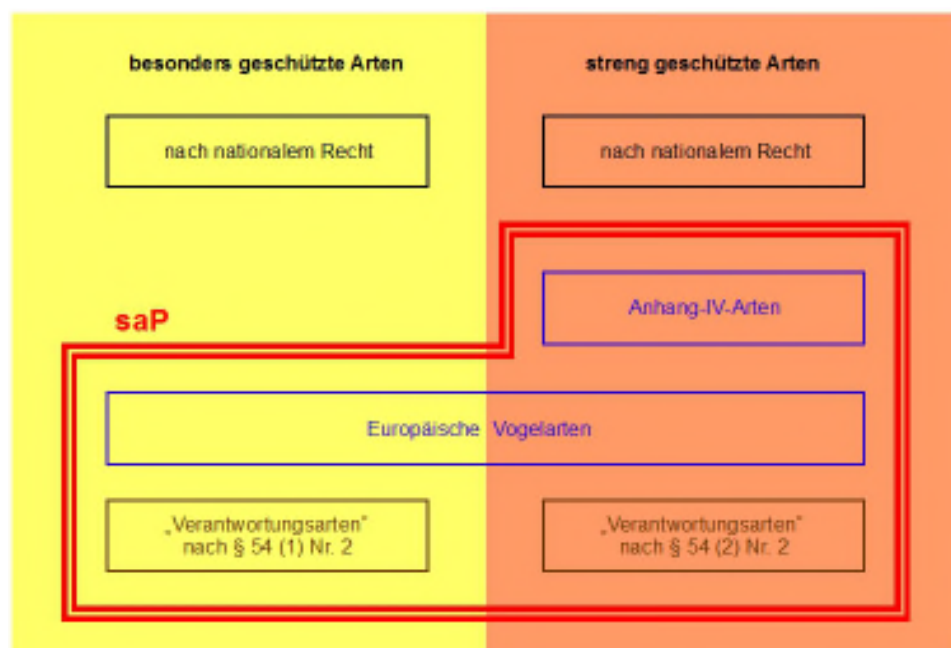 besonders geschützte Arten
streng geschützte Arten
nach nationalem Recht
nach nationalem Recht
Anhang-IV-Arten
saP
Europäische Vogelarten
„Verantwortungsarten"
nach § 54 (1) Nr. 2
„Verantwortungsarten"
nach § 54 (2) Nr. 2